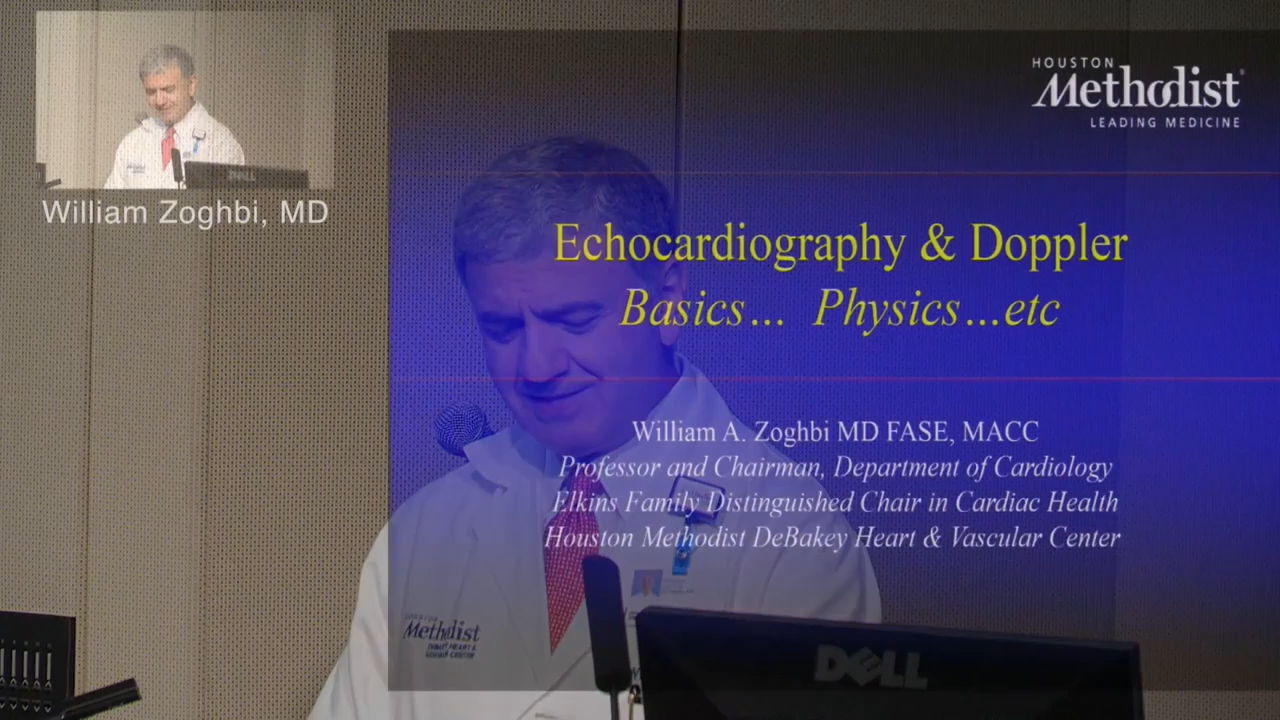 William Zoghbi, MD
HOUSTON
Methodist
LEADING MEDICINE
Echocardiography & Doppler
Basics... Physics...etc
William A. Zoghbi MD FASE, MACC
Professor and Chairman, Department of Cardiology
Elkins Family Distinguished Chair in Cardiac Health
Houston Methodist DeBakey Heart & Vascular Center
Methodist
DELL
DELL